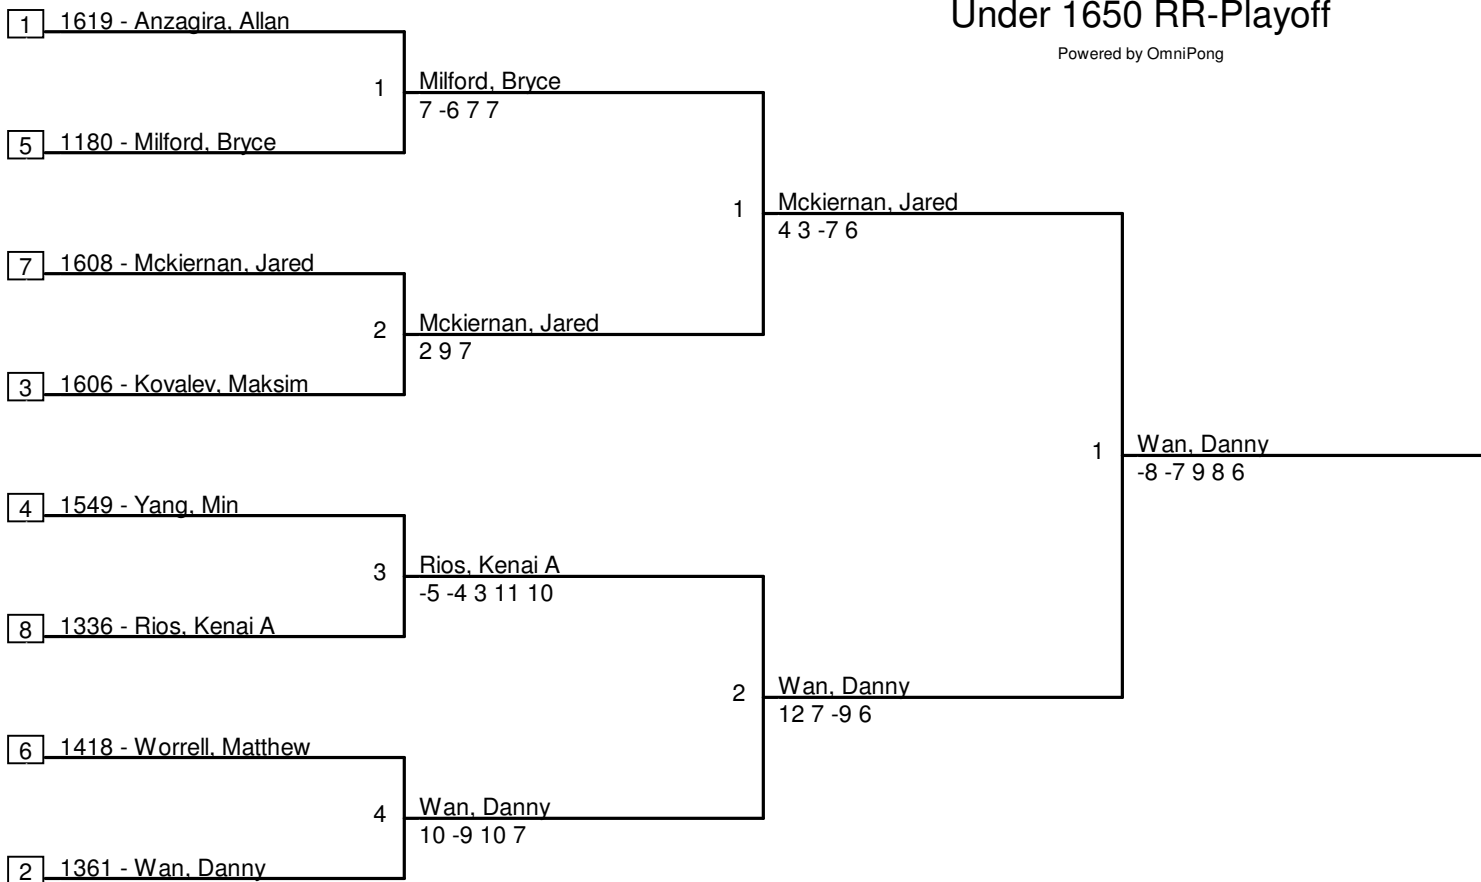 Under 1650 RR-Playoff
Powered by OmniPong
1 1619 - Anzagira, Allan
1 Milford, Bryce
7 -6 7 7
5 1180 - Milford, Bryce
1 Mckiernan, Jared
4 3 -7 6
7 1608 - Mckiernan, Jared
2 Mckiernan, Jared
2 9 7
3 1606 - Kovalev, Maksim
1 Wan, Danny
-8 -7 9 8 6
4 1549 - Yang, Min
3 Rios, Kenai A
-5 -4 3 11 10
8 1336 - Rios, Kenai A
2 Wan, Danny
12 7 -9 6
6 1418 - Worrell, Matthew
4 Wan, Danny
10 -9 10 7
2 1361 - Wan, Danny